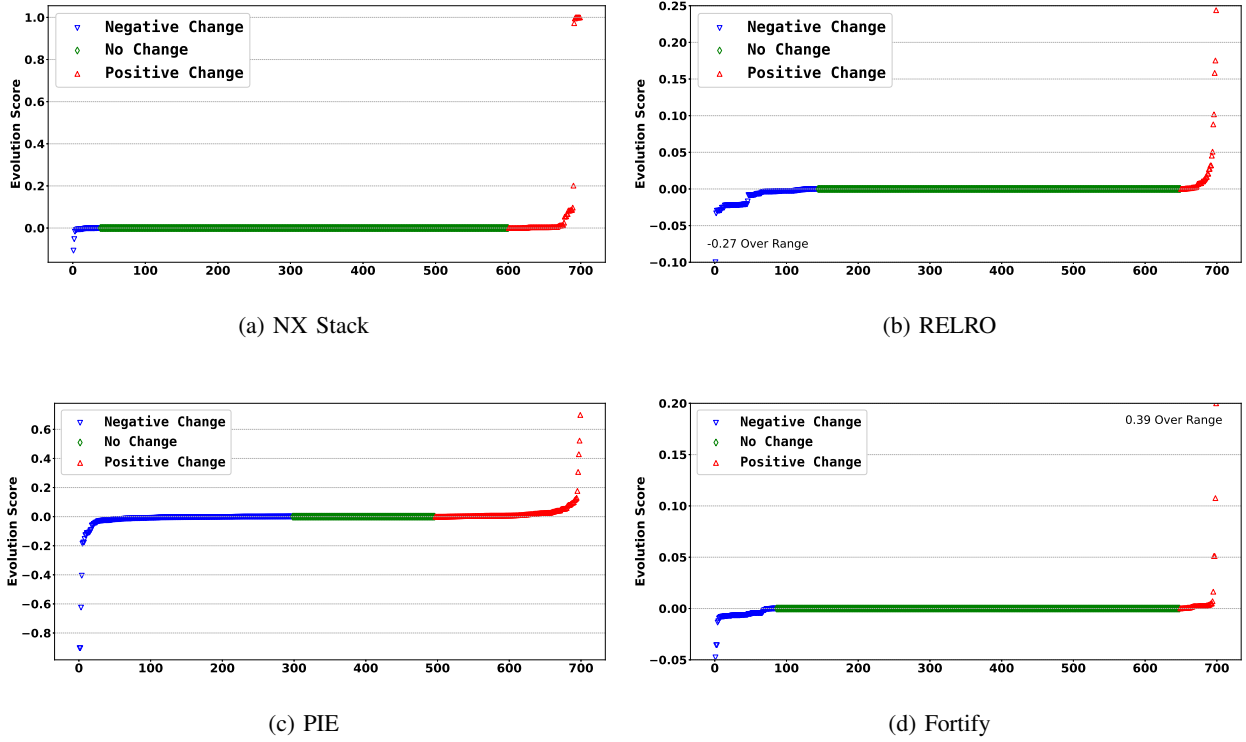 Negative Change
No Change
Positive Change
Evolution Score
1.0
0.8
0.6
0.4
0.2
0.0
0 100 200 300 400 500 600 700
(a) NX Stack
Negative Change
No Change
Positive Change
Evolution Score
0.25
0.20
0.15
0.10
0.05
0.00
−0.05
−0.10
-0.27 Over Range
0 100 200 300 400 500 600 700
(b) RELRO
Negative Change
No Change
Positive Change
Evolution Score
0.6
0.4
0.2
0.0
−0.2
−0.4
−0.6
−0.8
0 100 200 300 400 500 600 700
(c) PIE
Negative Change
No Change
Positive Change
0.39 Over Range
Evolution Score
0.20
0.15
0.10
0.05
0.00
−0.05
0 100 200 300 400 500 600 700
(d) Fortify